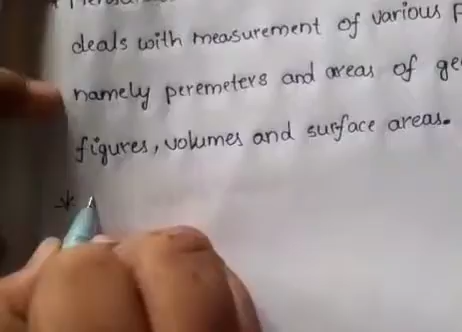 deals with measurement of various
namely peremeters and areas of
figures, volumes and surface areas.
*